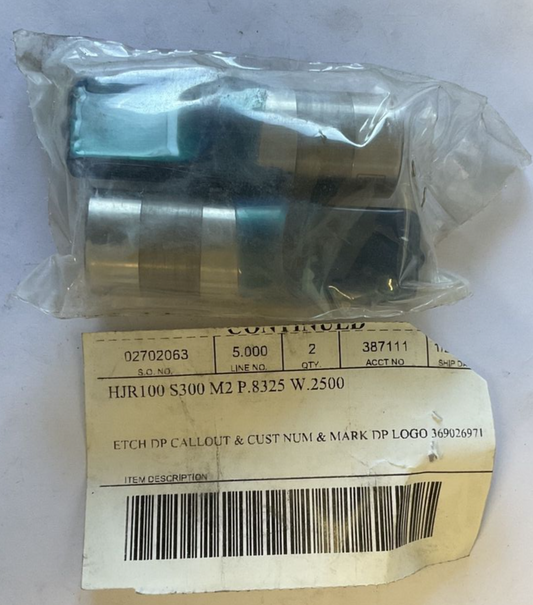 CONTINUED
02702063 5.000 2 387111
S.O. NO. LINE NO. QTY. ACCT NO SHIP
HJR100 S300 M2 P.8325 W.2500
ETCH DP CALLOUT & CUST NUM & MARK DP LOGO 369026971
ITEM DESCRIPTION